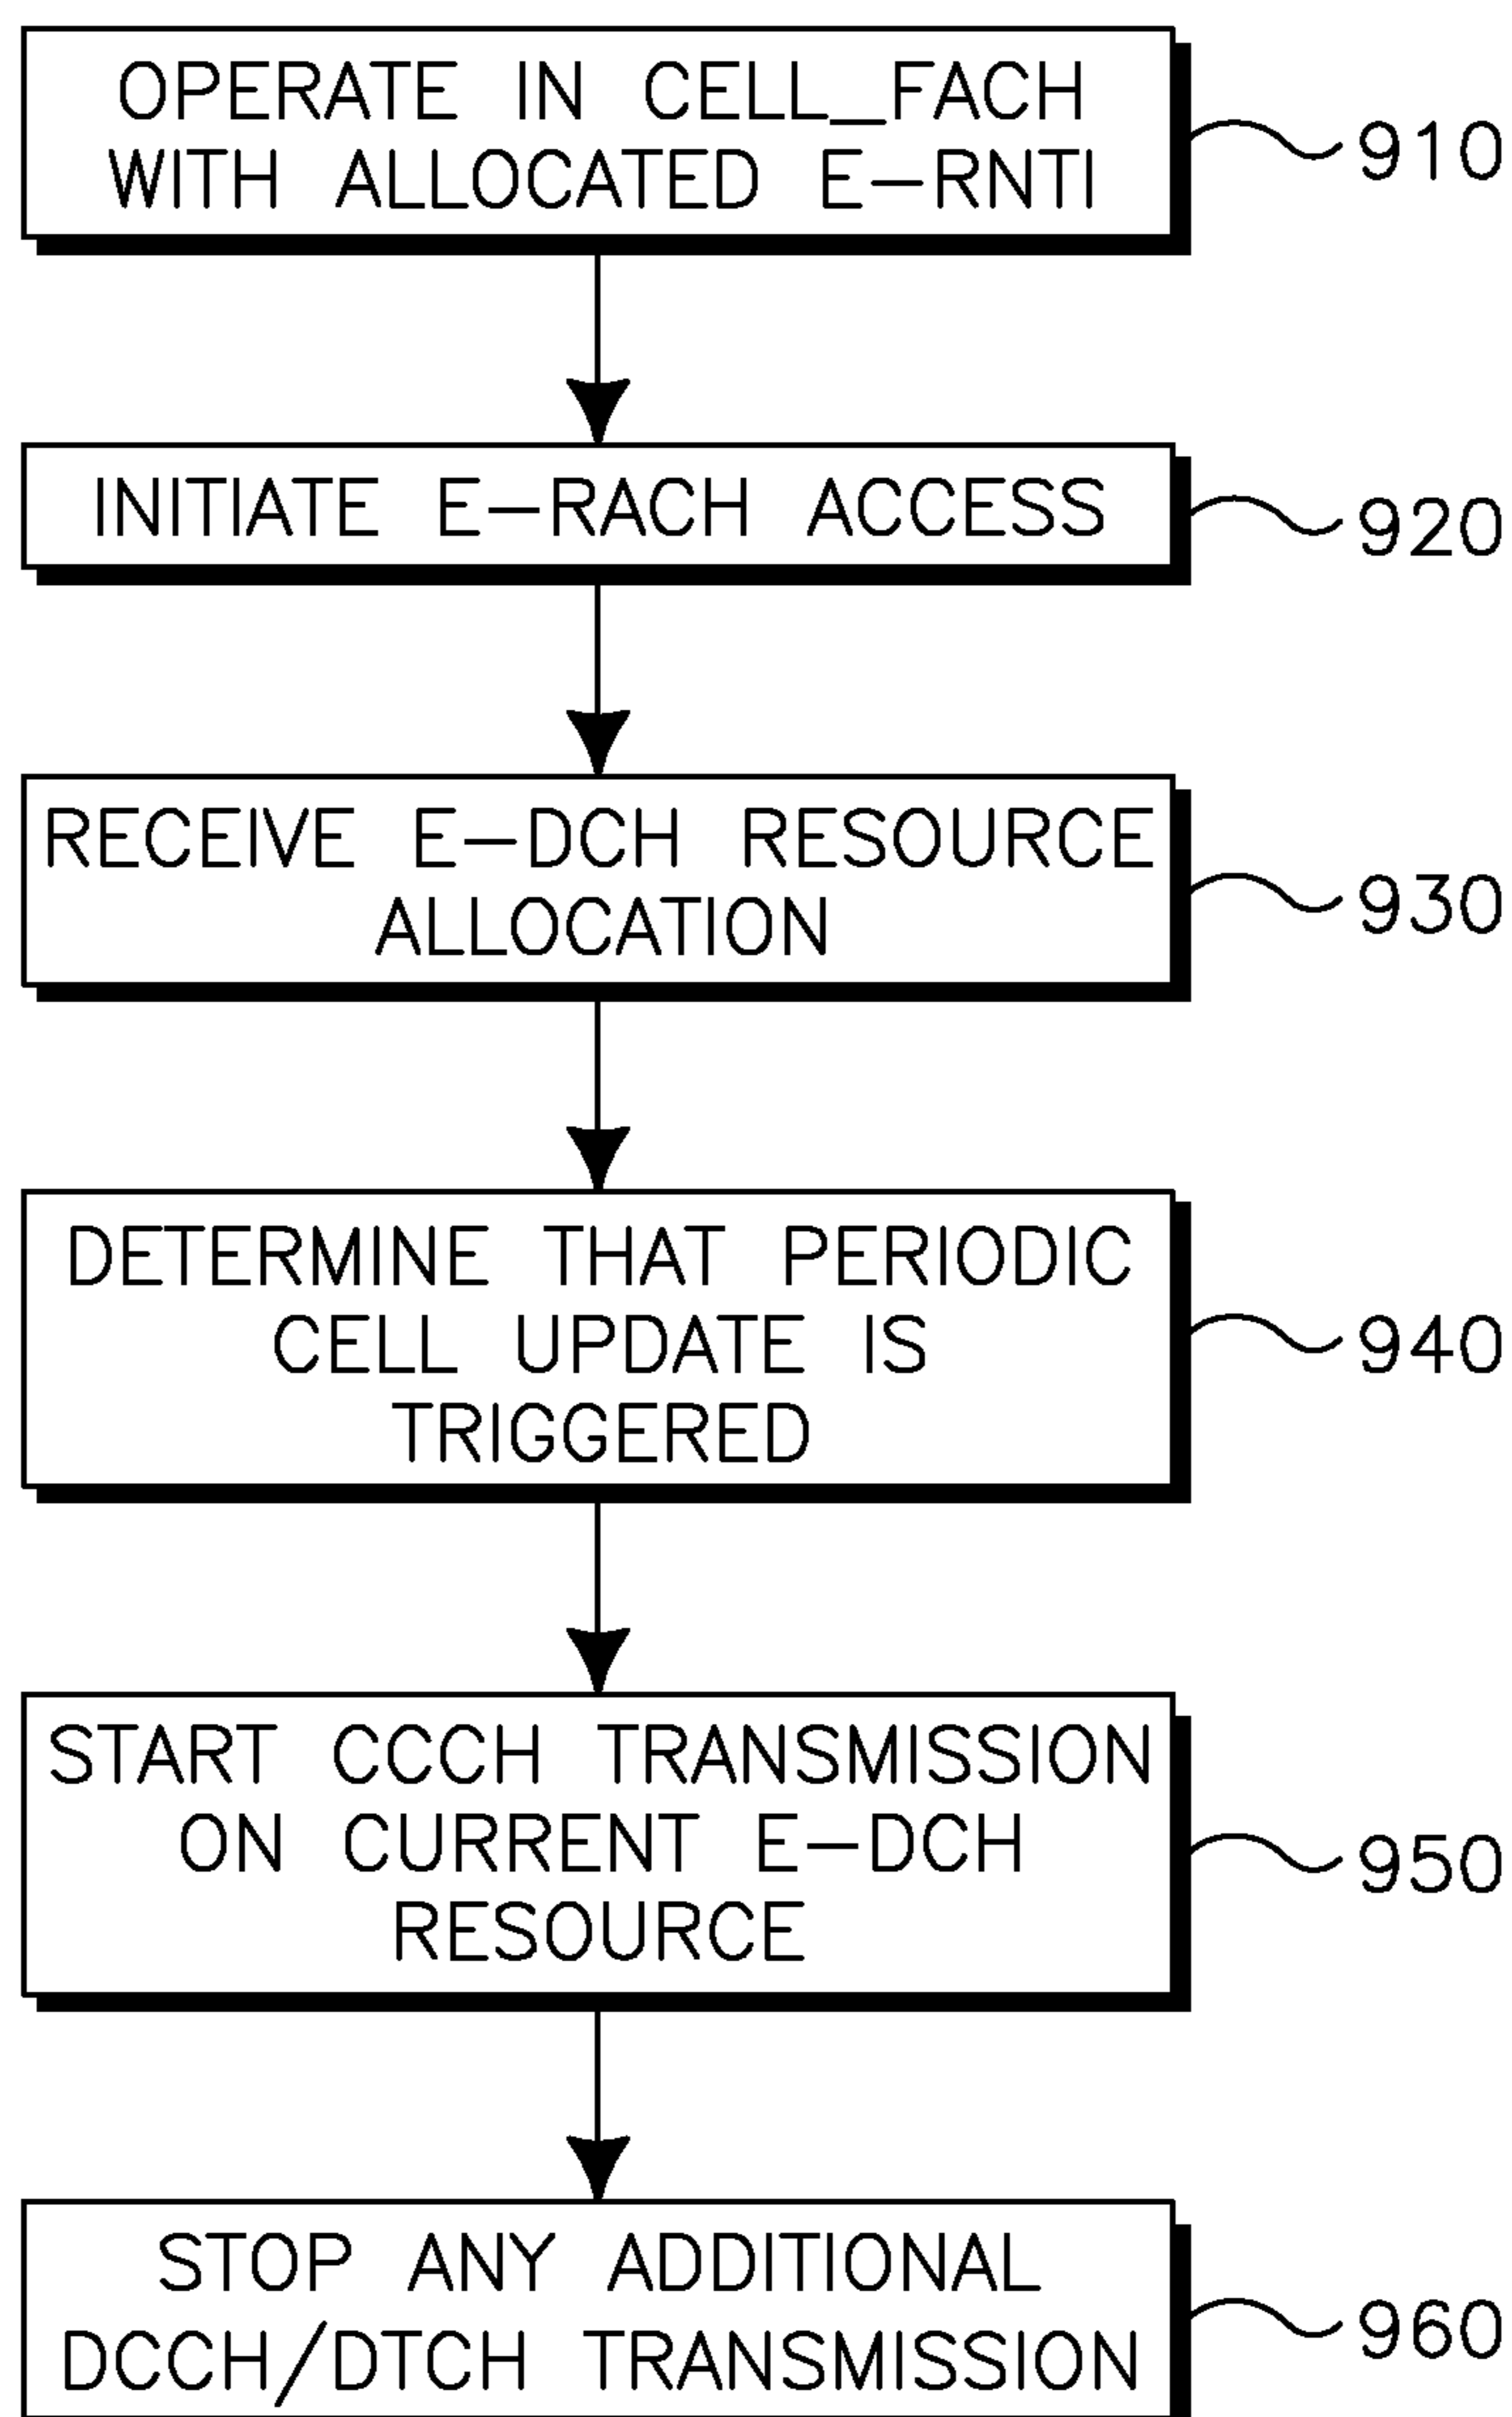 OPERATE IN CELL_FACH
WITH ALLOCATED E-RNTI
910
INITIATE E-RACH ACCESS
920
RECEIVE E-DCH RESOURCE
ALLOCATION
930
DETERMINE THAT PERIODIC
CELL UPDATE IS
TRIGGERED
940
START CCCH TRANSMISSION
ON CURRENT E-DCH
RESOURCE
950
STOP ANY ADDITIONAL
DCCH/DTCH TRANSMISSION
960